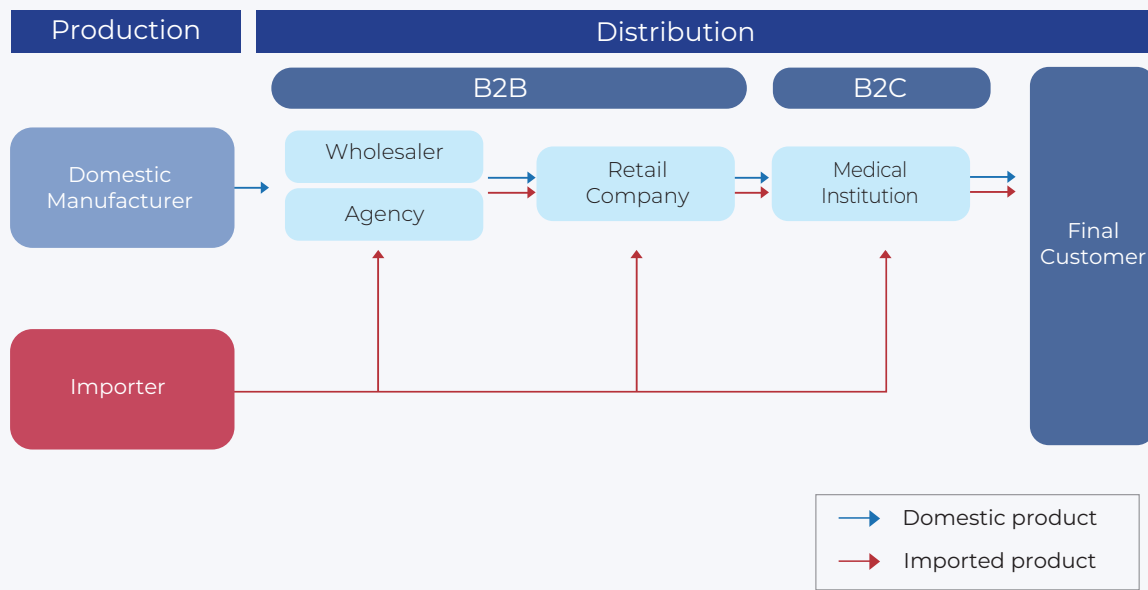 Production
Distribution
B2B
B2C
Domestic
Manufacturer
Wholesaler
Agency
Retail
Company
Medical
Institution
Final
Customer
Importer
Domestic product
Imported product